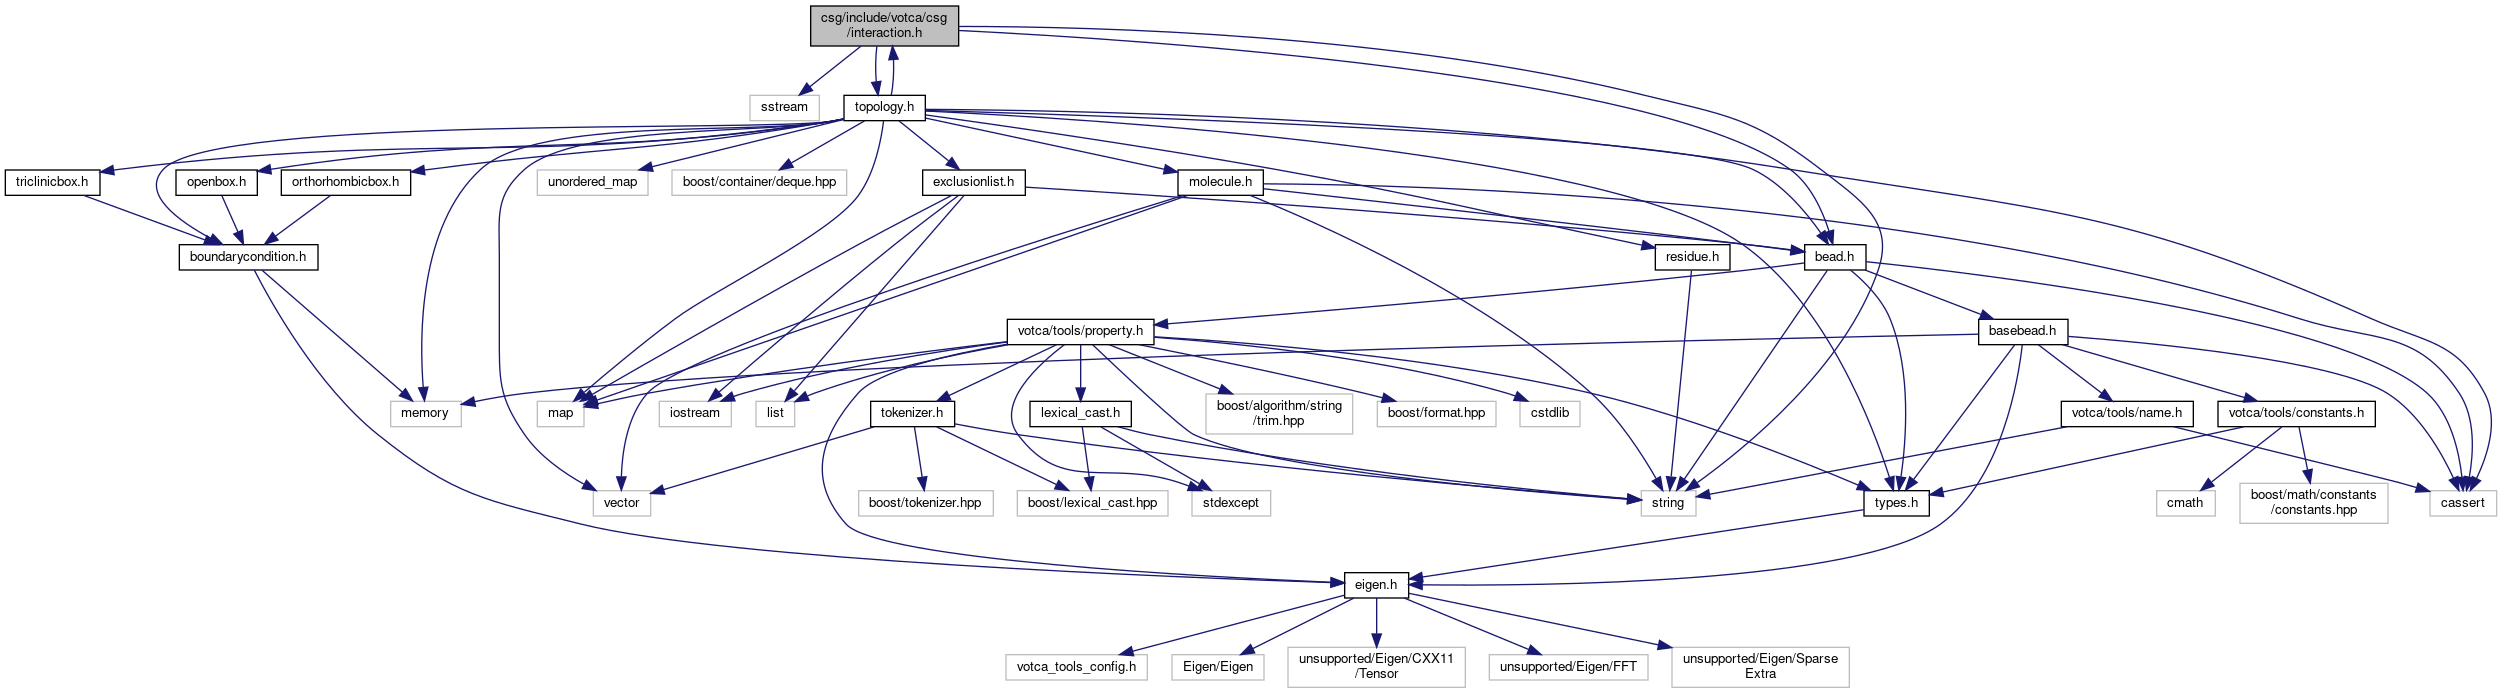 csg/include/votca/csg
/interaction.h
sstream
topology.h
triclinicbox.h
openbox.h
orthorhombicbox.h
unordered_map
boost/container/deque.hpp
exclusionlist.h
molecule.h
boundarycondition.h
residue.h
bead.h
votca/tools/property.h
basebead.h
memory
map
iostream
list
tokenizer.h
lexical_cast.h
boost/algorithm/string
/trim.hpp
boost/format.hpp
cstdlib
votca/tools/name.h
votca/tools/constants.h
vector
boost/tokenizer.hpp
boost/lexical_cast.hpp
stdexcept
string
types.h
cmath
boost/math/constants
/constants.hpp
cassert
eigen.h
votca_tools_config.h
Eigen/Eigen
unsupported/Eigen/CXX11
/Tensor
unsupported/Eigen/FFT
unsupported/Eigen/Sparse
Extra